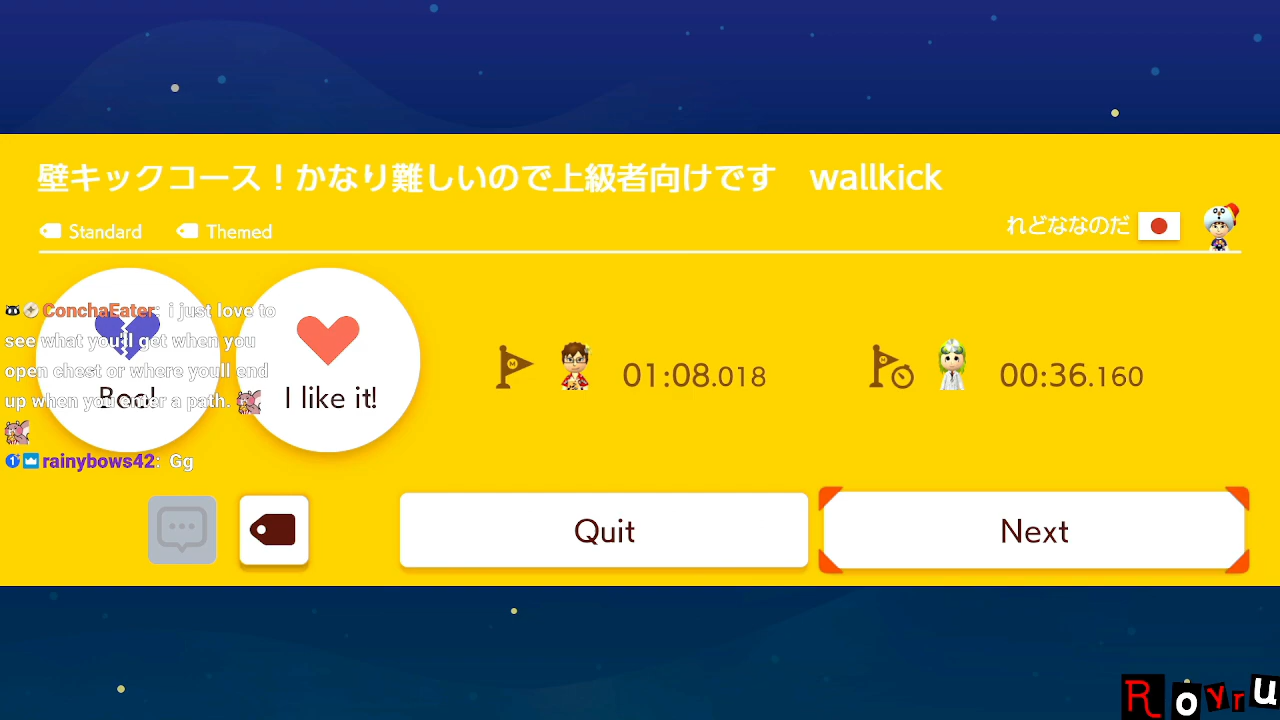 壁キックコース！かなり難しいので上級者向けです　wallkick
Standard
Themed
れどななのだ
ConchaEater: i just love to
see what you'll get when you
open chest or where youll end
up when you enter a path.
rainybows42: Gg
Boo!
I like it!
M
01:08.018
M
00:36.160
Quit
Next
Royru